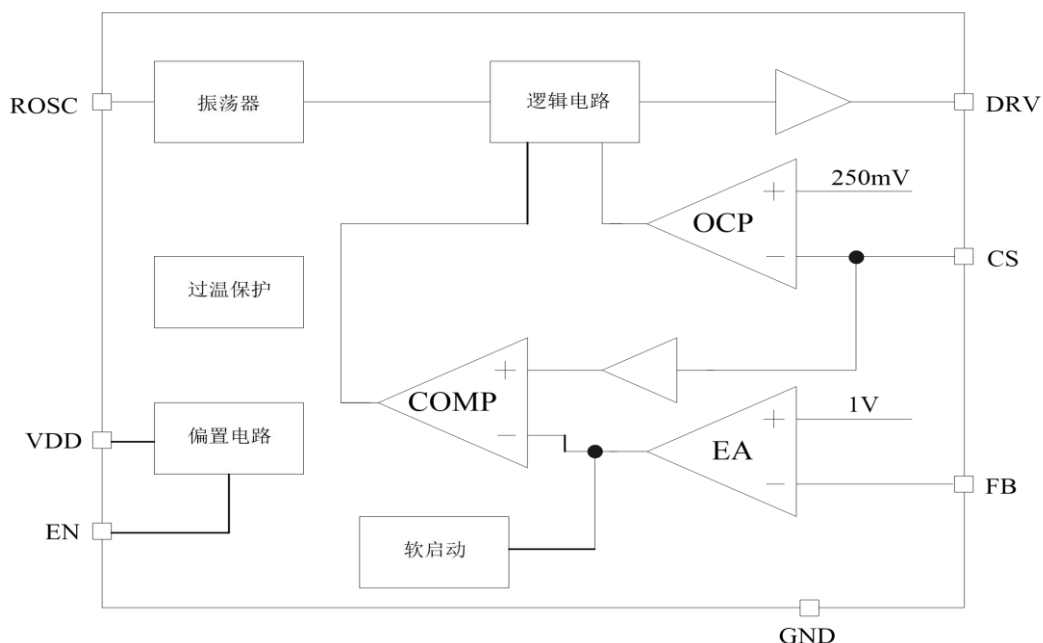 ROSC
振荡器
逻辑电路
DRV
250mV
+
OCP
−
CS
过温保护
+
COMP
−
1V
+
EA
−
FB
VDD
偏置电路
EN
软启动
GND